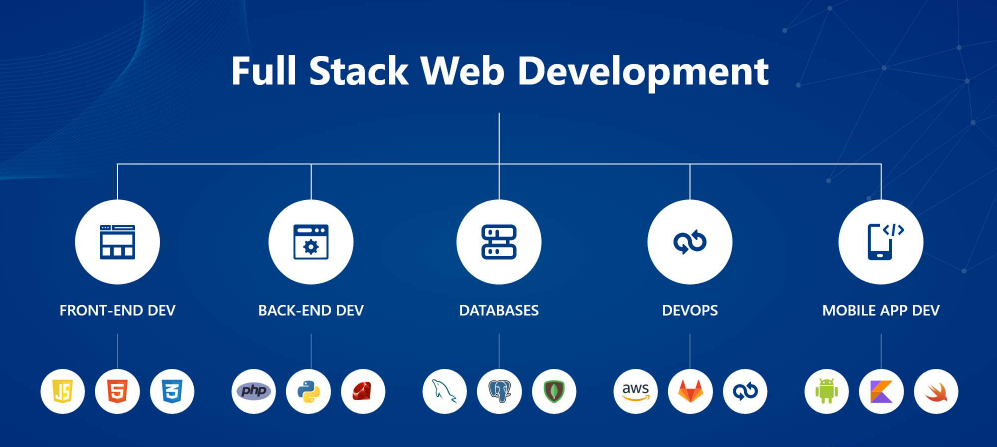 Full Stack Web Development
FRONT-END DEV
BACK-END DEV
DATABASES
DEVOPS
MOBILE APP DEV
</>
JS
5
3
php
aws